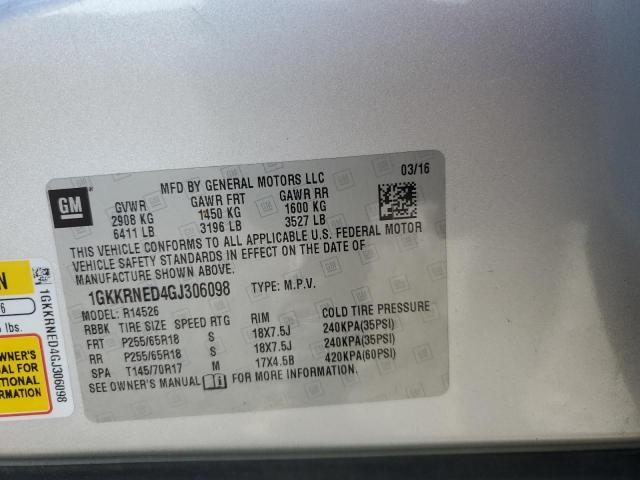 GM
MFD BY GENERAL MOTORS LLC 03/16
GVWR GAWR FRT GAWR RR
2908 KG 1450 KG 1600 KG
6411 LB 3196 LB 3527 LB
THIS VEHICLE CONFORMS TO ALL APPLICABLE U.S. FEDERAL MOTOR
VEHICLE SAFETY STANDARDS IN EFFECT ON THE DATE OF
MANUFACTURE SHOWN ABOVE.
1GKKRNED4GJ306098 TYPE: M.P.V.
MODEL: R14526
RBBK TIRE SIZE SPEED RTG RIM COLD TIRE PRESSURE
FRT P255/65R18 S 18X7.5J 240KPA(35PSI)
RR P255/65R18 S 18X7.5J 240KPA(35PSI)
SPA T145/70R17 M 17X4.5B 420KPA(60PSI)
SEE OWNER'S MANUAL FOR MORE INFORMATION.
N
6
lbs.
OWNER'S
FOR
INFORMATION
1GKKRNED4GJ306098